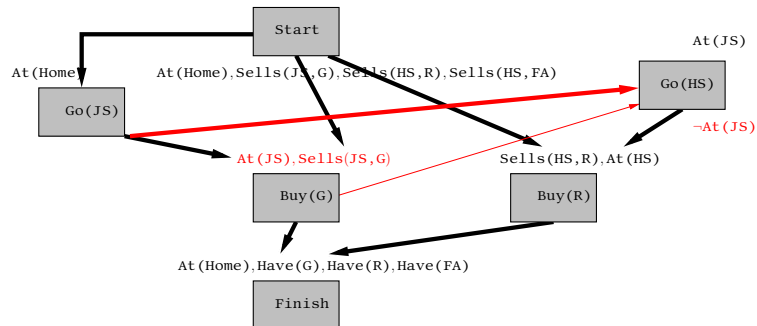 Start
At(JS)
At(Home)
At(Home),Sells(JS,G),Sells(HS,R),Sells(HS,FA)
Go(HS)
Go(JS)
¬At(JS)
At(JS),Sells(JS,G)
Sells(HS,R),At(HS)
Buy(G)
Buy(R)
At(Home),Have(G),Have(R),Have(FA)
Finish